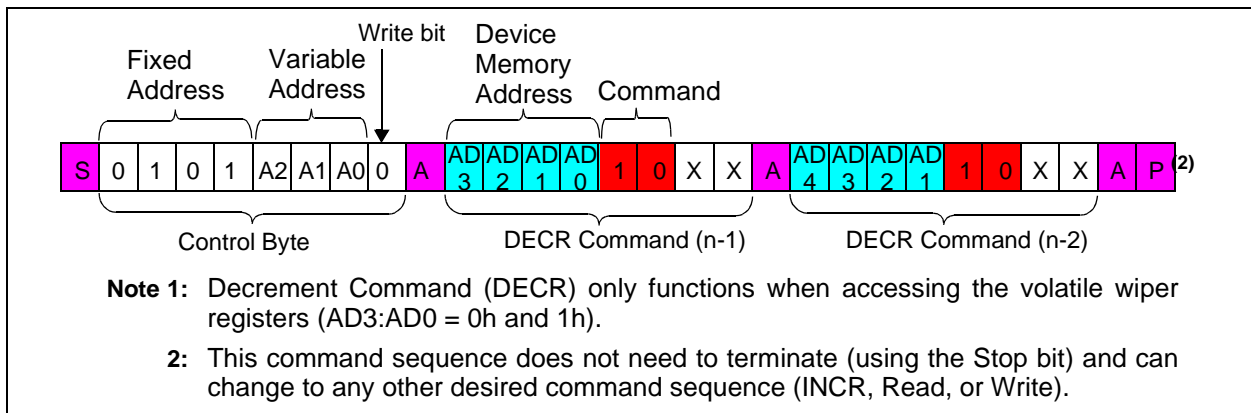 Write bit
Device
Memory
Address
Fixed
Address
Variable
Address
Command
S 0 1 0 1 A2 A1 A0 0 A AD3 AD2 AD1 AD0 1 0 X X A AD4 AD3 AD2 AD1 1 0 X X A P (2)
Control Byte
DECR Command (n-1)
DECR Command (n-2)
Note 1: Decrement Command (DECR) only functions when accessing the volatile wiper
registers (AD3:AD0 = 0h and 1h).
2: This command sequence does not need to terminate (using the Stop bit) and can
change to any other desired command sequence (INCR, Read, or Write).